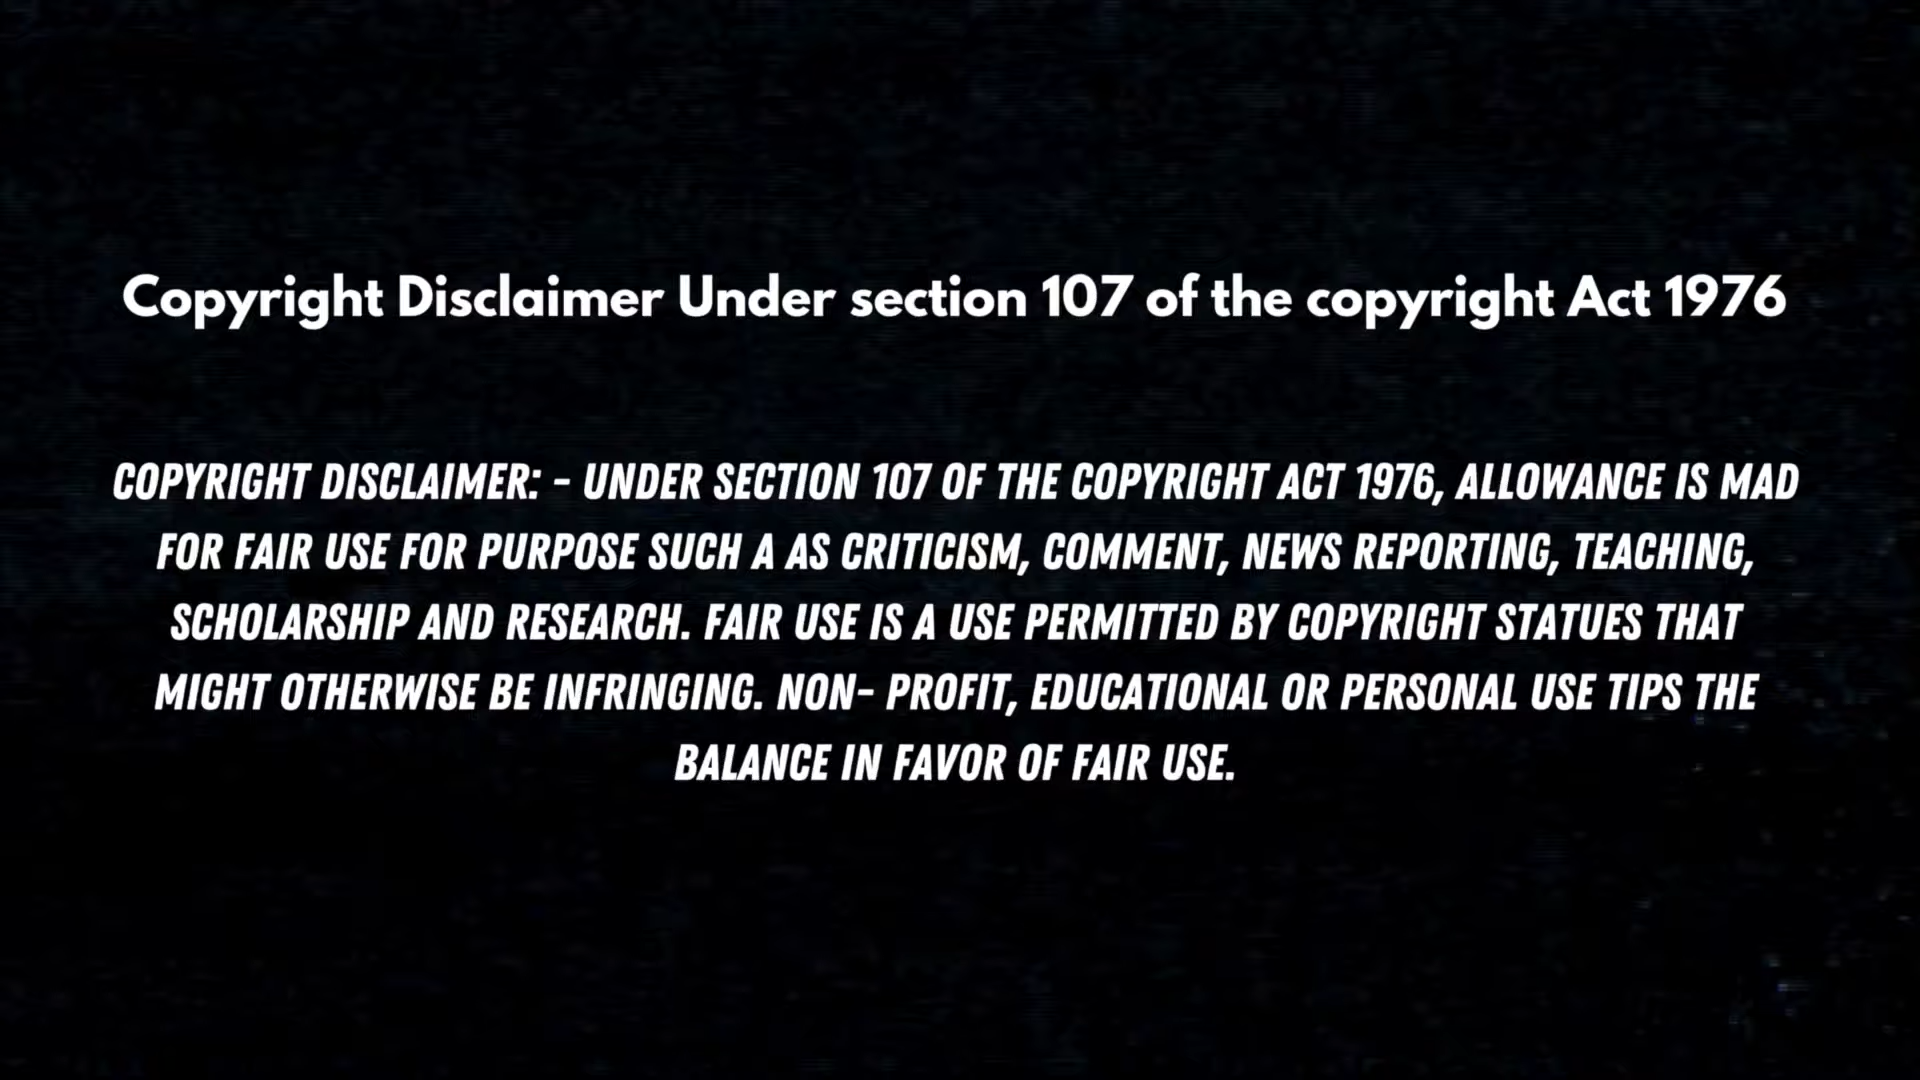 Copyright Disclaimer Under section 107 of the copyright Act 1976
COPYRIGHT DISCLAIMER: - UNDER SECTION 107 OF THE COPYRIGHT ACT 1976, ALLOWANCE IS MAD
FOR FAIR USE FOR PURPOSE SUCH A AS CRITICISM, COMMENT, NEWS REPORTING, TEACHING,
SCHOLARSHIP AND RESEARCH. FAIR USE IS A USE PERMITTED BY COPYRIGHT STATUES THAT
MIGHT OTHERWISE BE INFRINGING. NON- PROFIT, EDUCATIONAL OR PERSONAL USE TIPS THE
BALANCE IN FAVOR OF FAIR USE.